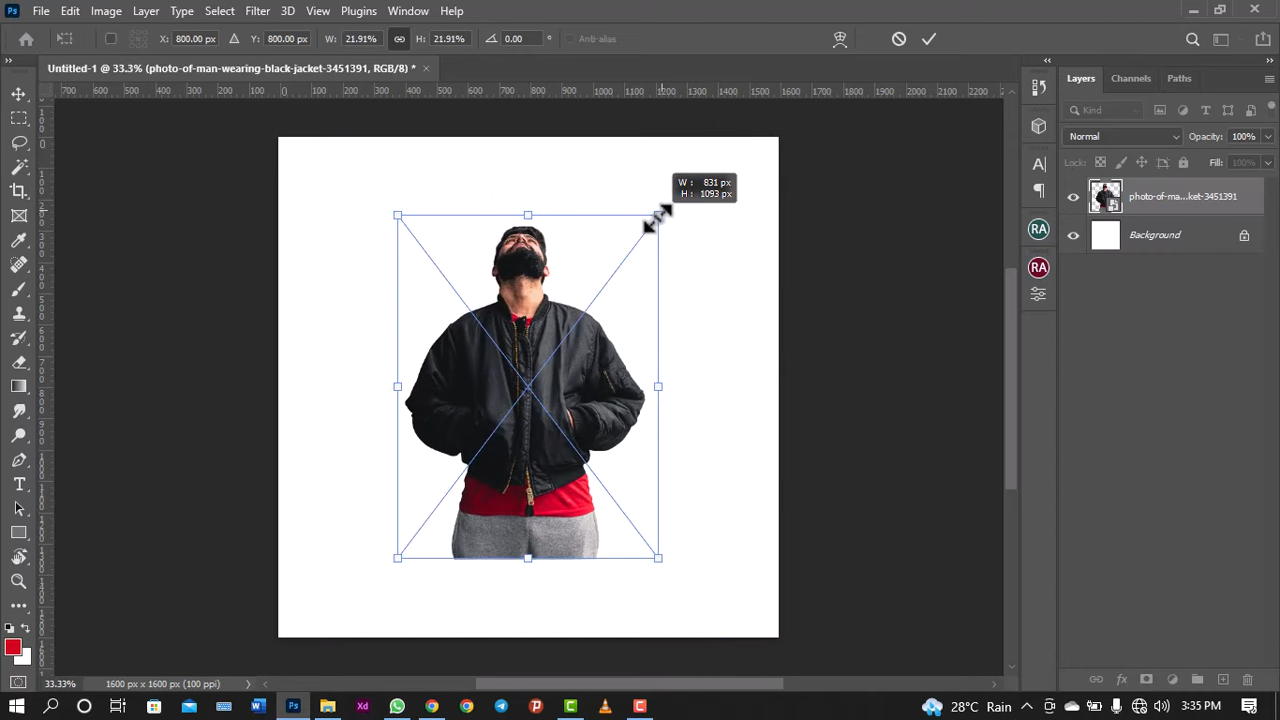 Ps File Edit Image Layer Type Select Filter 3D View Plugins Window Help
X: 800.00 px Y: 800.00 px W: 21.91% H: 21.91% 0.00 ° Anti-alias
Untitled-1 @ 33.3% (photo-of-man-wearing-black-jacket-3451391, RGB/8) * ×
700 600 500 400 300 200 100 0 100 200 300 400 500 600 700 800 900 1000 1100 1200 1300 1400 1500 1600 1700 1800 1900 2000 2100 2200
Layers Channels Paths
Kind
Normal Opacity: 100%
Lock: Fill: 100%
W : 831 px
H : 1093 px
photo-of-ma...ket-3451391
Background
RA
RA
33.33% 1600 px x 1600 px (100 ppi)
Ps Xd
28°C Rain 3:35 PM